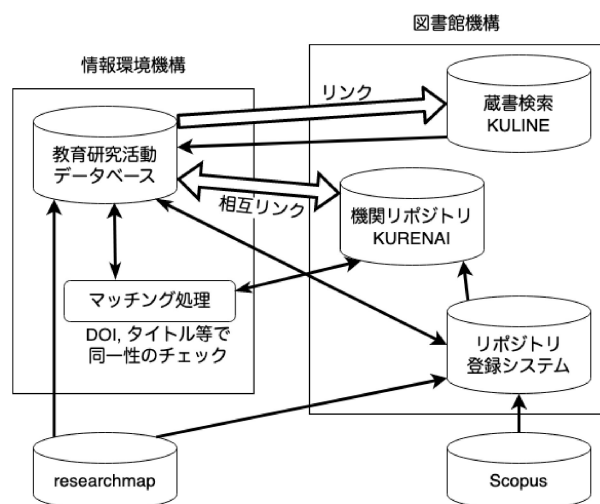 図書館機構
情報環境機構
リンク
蔵書検索
KULINE
教育研究活動
データベース
相互リンク
機関リポジトリ
KURENAI
マッチング処理
DOI, タイトル等で
同一性のチェック
リポジトリ
登録システム
researchmap
Scopus